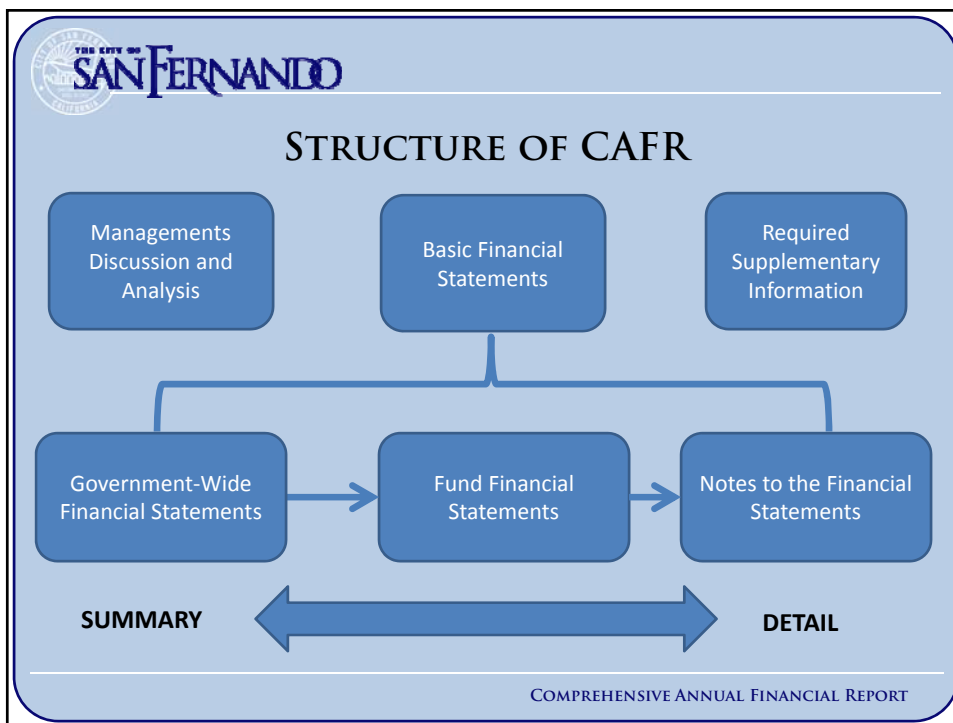 THE CITY OF
SAN FERNANDO
STRUCTURE OF CAFR
Managements
Discussion and
Analysis
Basic Financial
Statements
Required
Supplementary
Information
Government-Wide
Financial Statements
Fund Financial
Statements
Notes to the Financial
Statements
SUMMARY
DETAIL
COMPREHENSIVE ANNUAL FINANCIAL REPORT